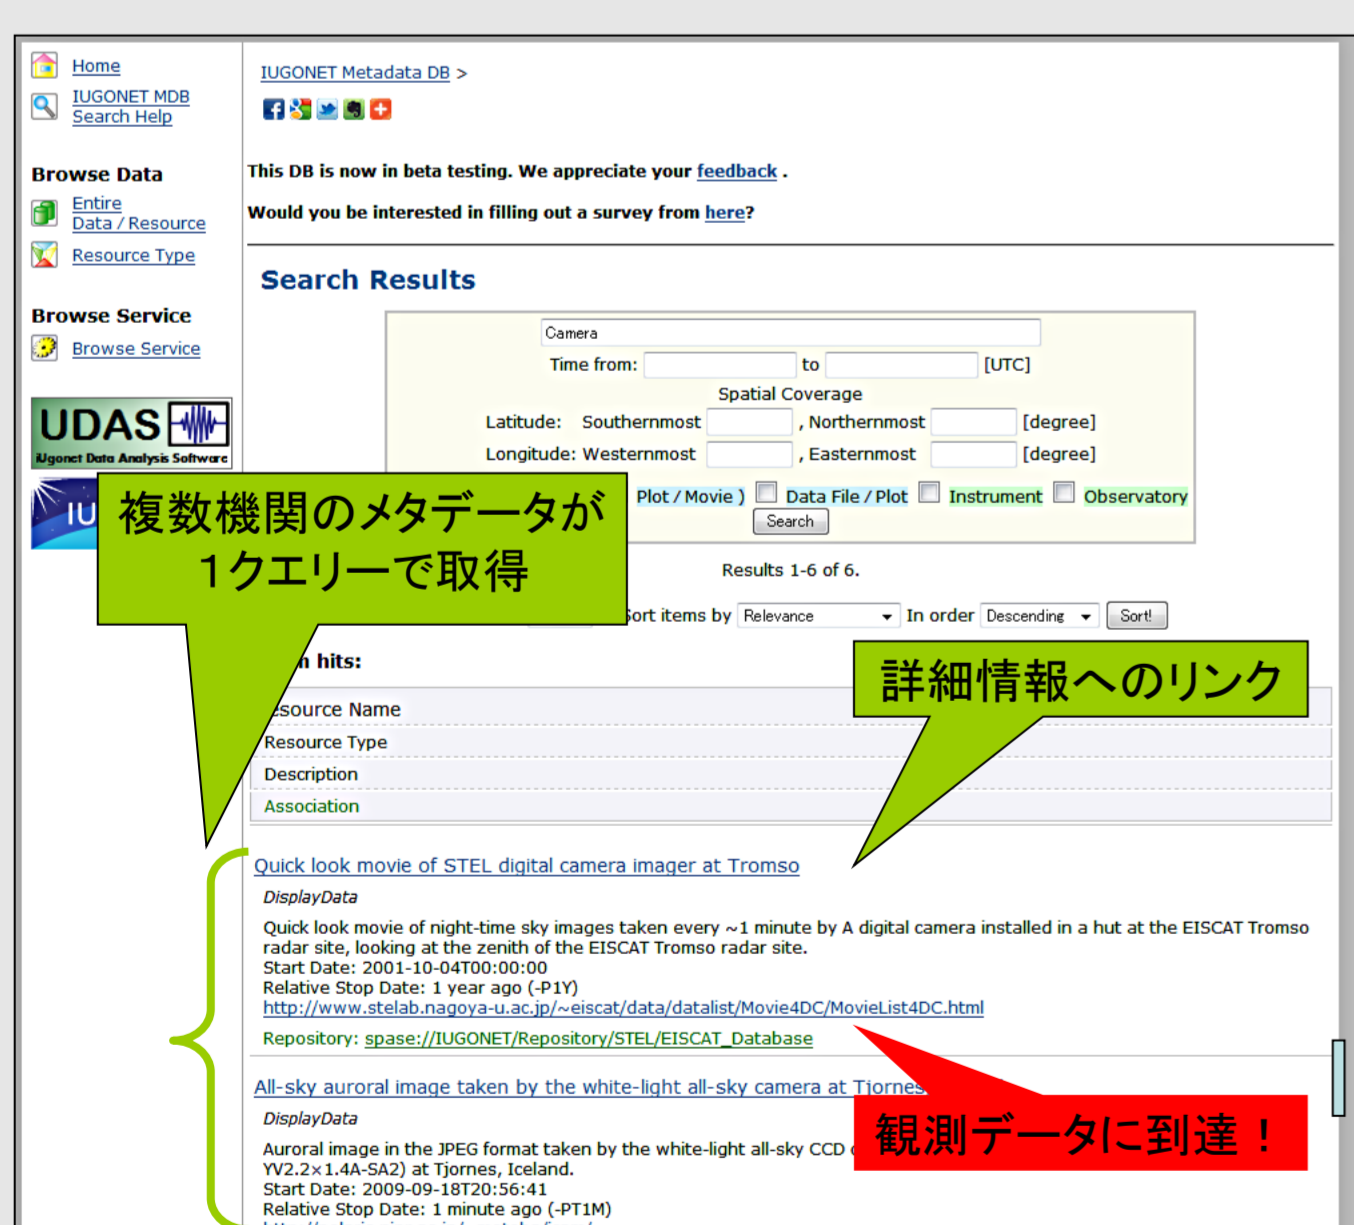 Home
IUGONET MDB
Search Help
Browse Data
Entire
Data / Resource
Resource Type
Browse Service
Browse Service
UDAS
iUgonet Data Analysis Software
IU
IUGONET Metadata DB >
This DB is now in beta testing. We appreciate your feedback .
Would you be interested in filling out a survey from here?
Search Results
Camera
Time from: to [UTC]
Spatial Coverage
Latitude: Southernmost , Northernmost [degree]
Longitude: Westernmost , Easternmost [degree]
Plot / Movie ) Data File / Plot Instrument Observatory
Search
複数機関のメタデータが
1クエリーで取得
Results 1-6 of 6.
Sort items by Relevance In order Descending Sort!
hits:
詳細情報へのリンク
Resource Name
Resource Type
Description
Association
Quick look movie of STEL digital camera imager at Tromso
DisplayData
Quick look movie of night-time sky images taken every ~1 minute by A digital camera installed in a hut at the EISCAT Tromso
radar site, looking at the zenith of the EISCAT Tromso radar site.
Start Date: 2001-10-04T00:00:00
Relative Stop Date: 1 year ago (-P1Y)
http://www.stelab.nagoya-u.ac.jp/~eiscat/data/datalist/Movie4DC/MovieList4DC.html
Repository: spase://IUGONET/Repository/STEL/EISCAT_Database
All-sky auroral image taken by the white-light all-sky camera at Tjornes
観測データに到達！
DisplayData
Auroral image in the JPEG format taken by the white-light all-sky CCD
YV2.2×1.4A-SA2) at Tjornes, Iceland.
Start Date: 2009-09-18T20:56:41
Relative Stop Date: 1 minute ago (-PT1M)